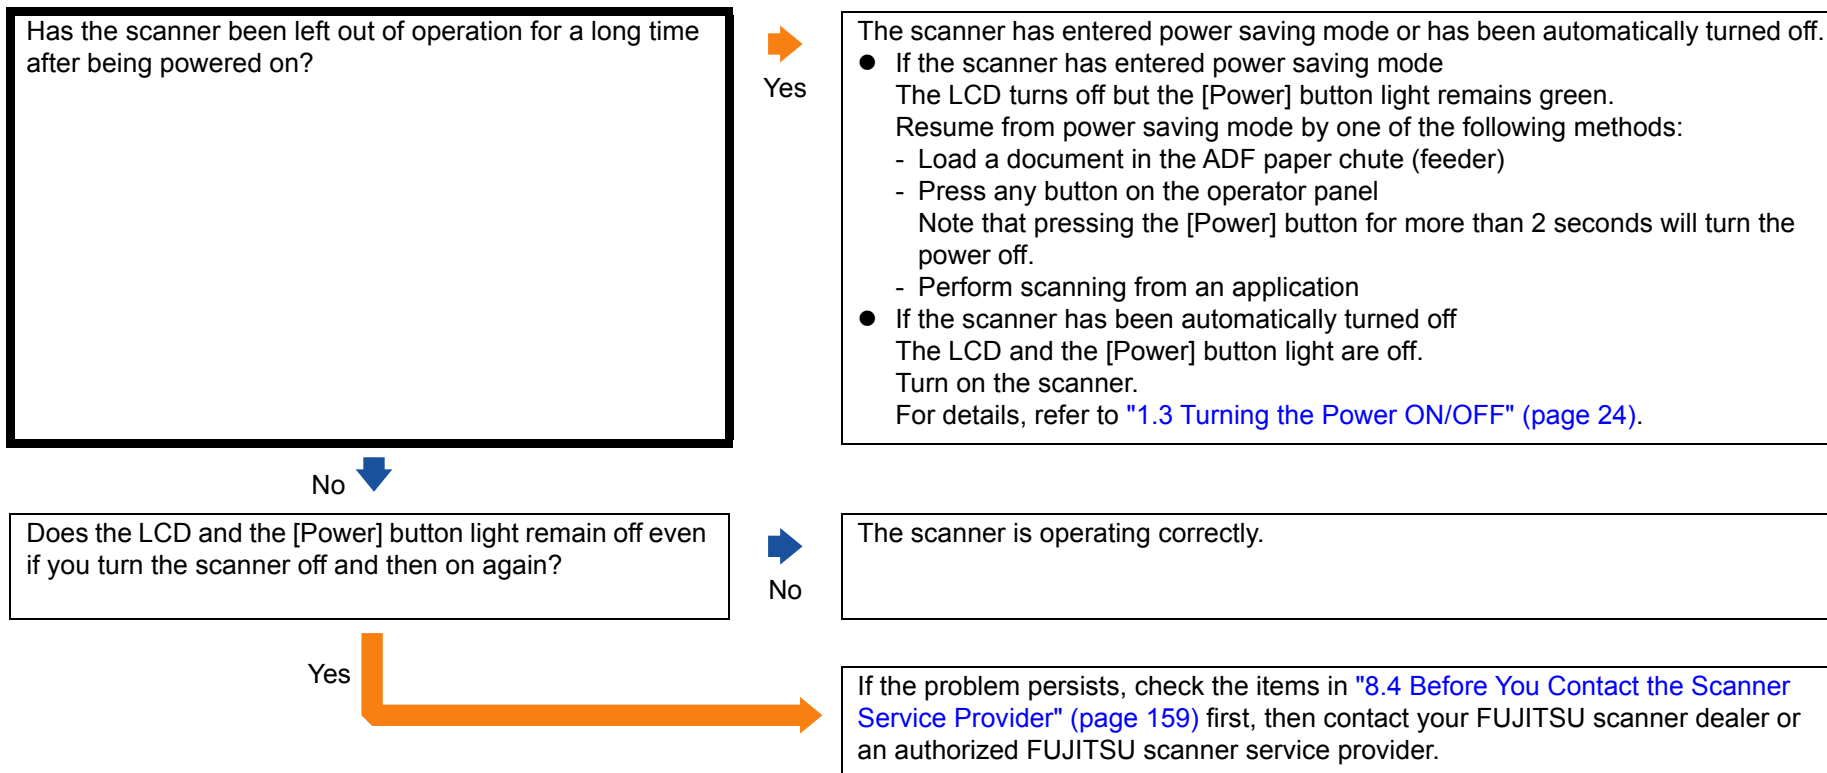 Has the scanner been left out of operation for a long time
after being powered on?
Yes
The scanner has entered power saving mode or has been automatically turned off.
● If the scanner has entered power saving mode
The LCD turns off but the [Power] button light remains green.
Resume from power saving mode by one of the following methods:
- Load a document in the ADF paper chute (feeder)
- Press any button on the operator panel
Note that pressing the [Power] button for more than 2 seconds will turn the
power off.
- Perform scanning from an application
● If the scanner has been automatically turned off
The LCD and the [Power] button light are off.
Turn on the scanner.
For details, refer to "1.3 Turning the Power ON/OFF" (page 24).
No
Does the LCD and the [Power] button light remain off even
if you turn the scanner off and then on again?
No
The scanner is operating correctly.
Yes
If the problem persists, check the items in "8.4 Before You Contact the Scanner
Service Provider" (page 159) first, then contact your FUJITSU scanner dealer or
an authorized FUJITSU scanner service provider.